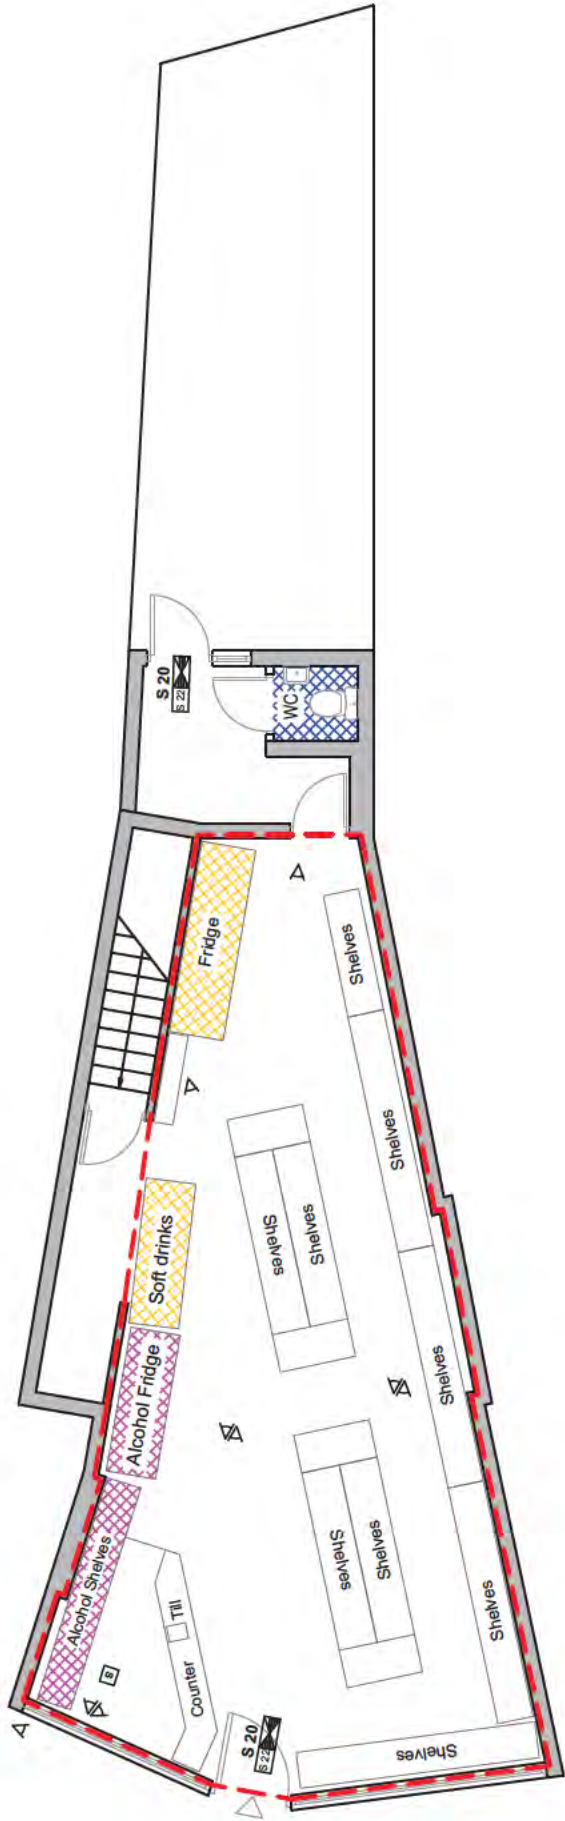 S 20
S 22
WC
Fridge
Shelves
Shelves
Soft drinks
Shelves
Shelves
Alcohol Fridge
Shelves
Alcohol Shelves
Shelves
Shelves
Till
Counter
Shelves
s
S 20
S 22
Shelves